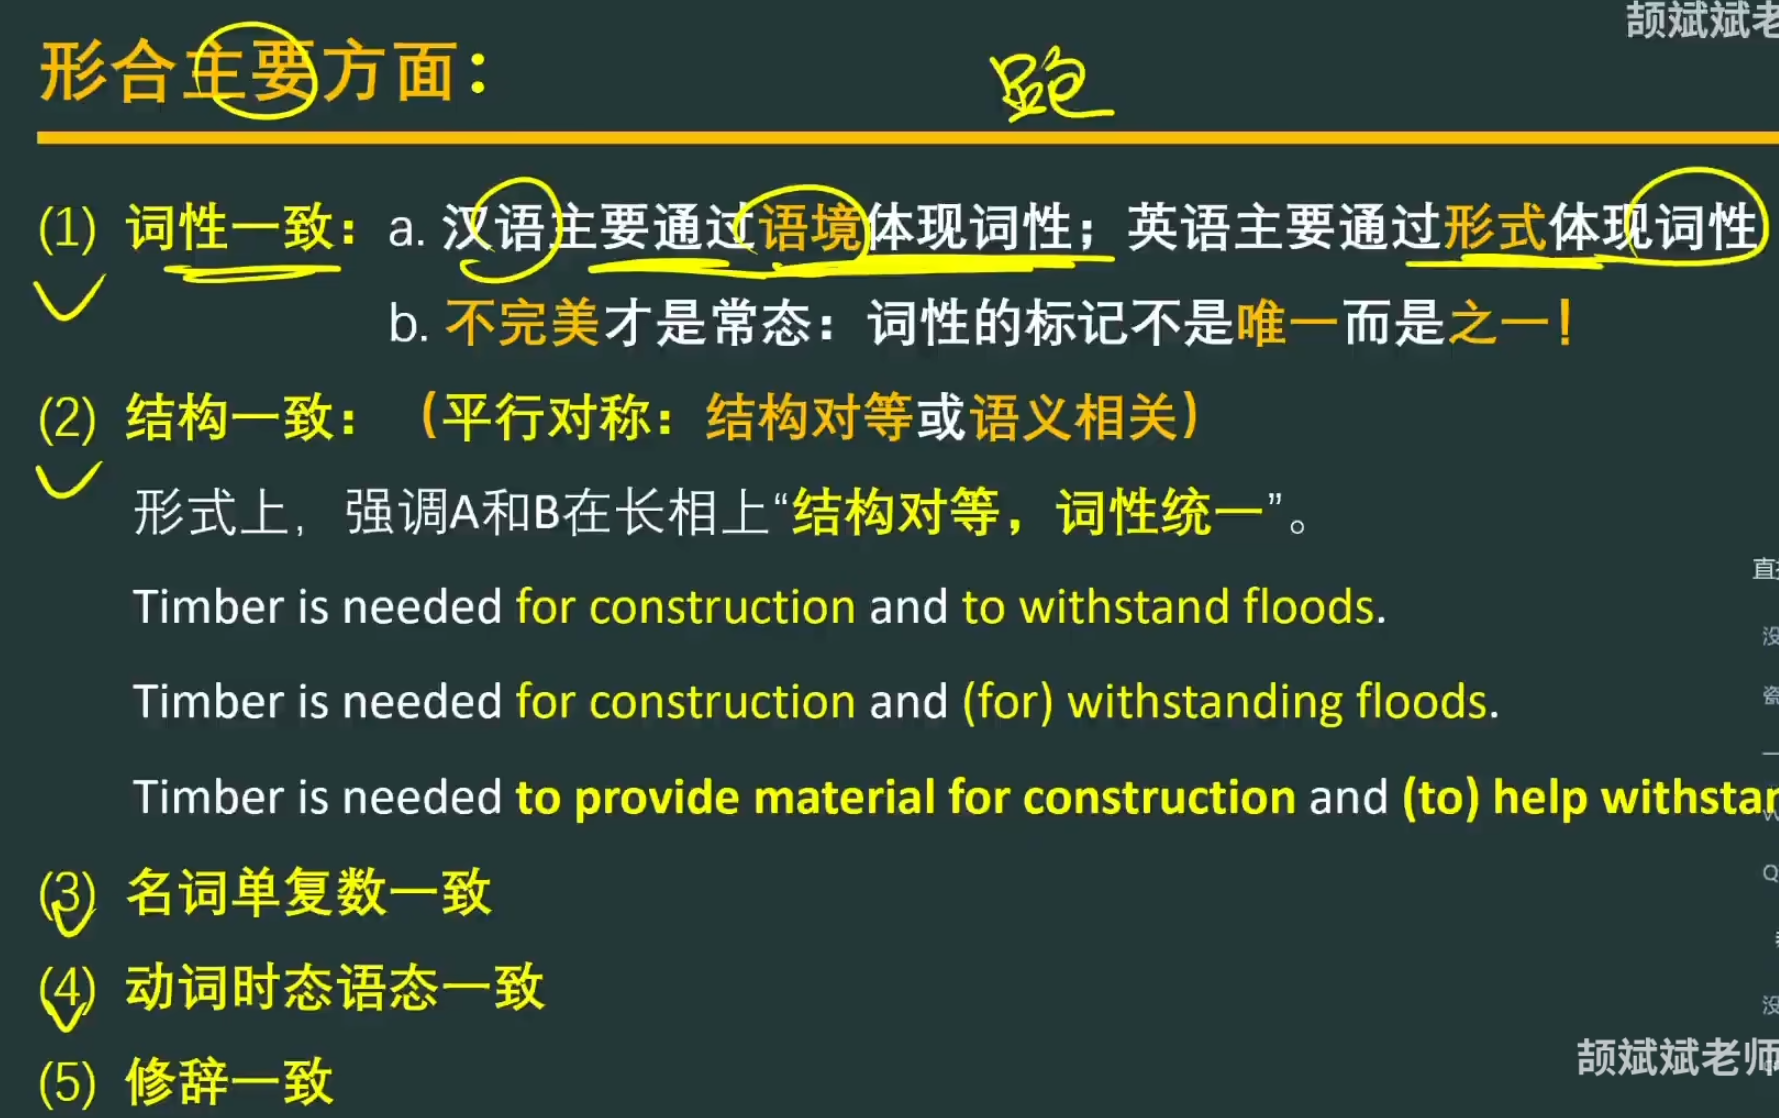 颉斌斌老
形合主要方面：
跑
(1) 词性一致：a. 汉语主要通过语境体现词性；英语主要通过形式体现词性
b. 不完美才是常态：词性的标记不是唯一而是之一！
(2) 结构一致：（平行对称：结构对等或语义相关）
形式上，强调A和B在长相上“结构对等，词性统一”。
Timber is needed for construction and to withstand floods.
Timber is needed for construction and (for) withstanding floods.
Timber is needed to provide material for construction and (to) help withstan
(3) 名词单复数一致
(4) 动词时态语态一致
(5) 修辞一致
颉斌斌老师